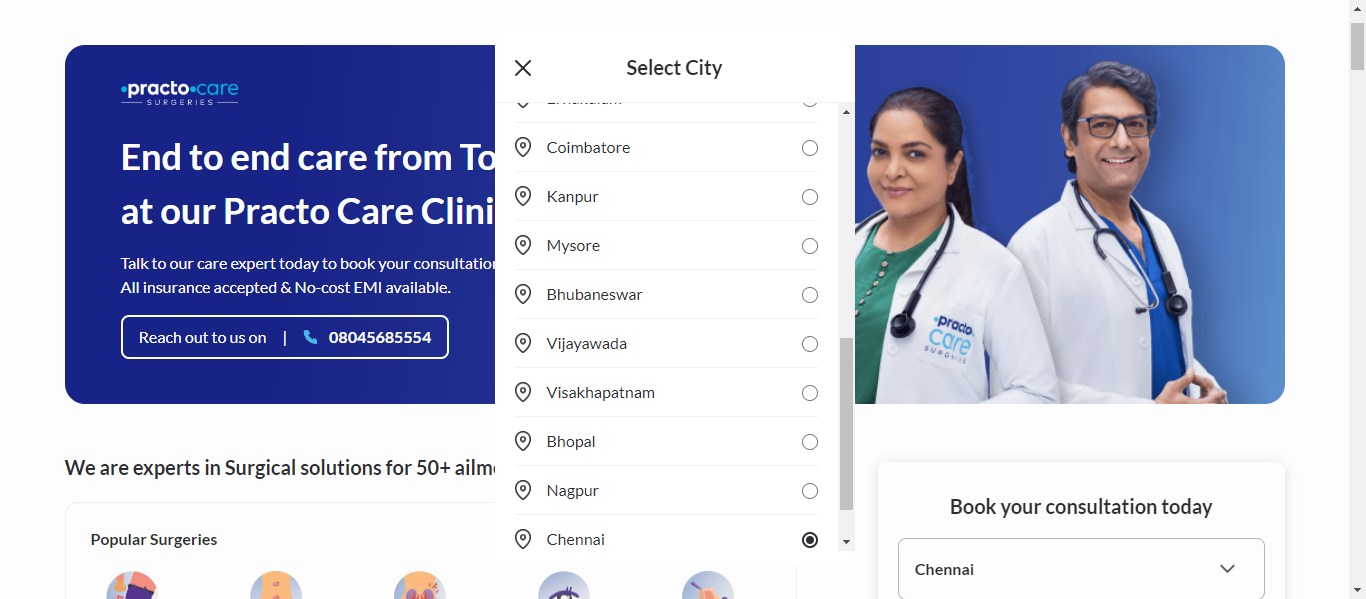 practo care
SURGERIES
End to end care from To
at our Practo Care Clini
Talk to our care expert today to book your consultation
All insurance accepted & No-cost EMI available.
Reach out to us on | 08045685554
Select City
Coimbatore
Kanpur
Mysore
Bhubaneswar
Vijayawada
Visakhapatnam
Bhopal
Nagpur
Chennai
practo
care
SURGERIES
We are experts in Surgical solutions for 50+ ailm
Popular Surgeries
Book your consultation today
Chennai